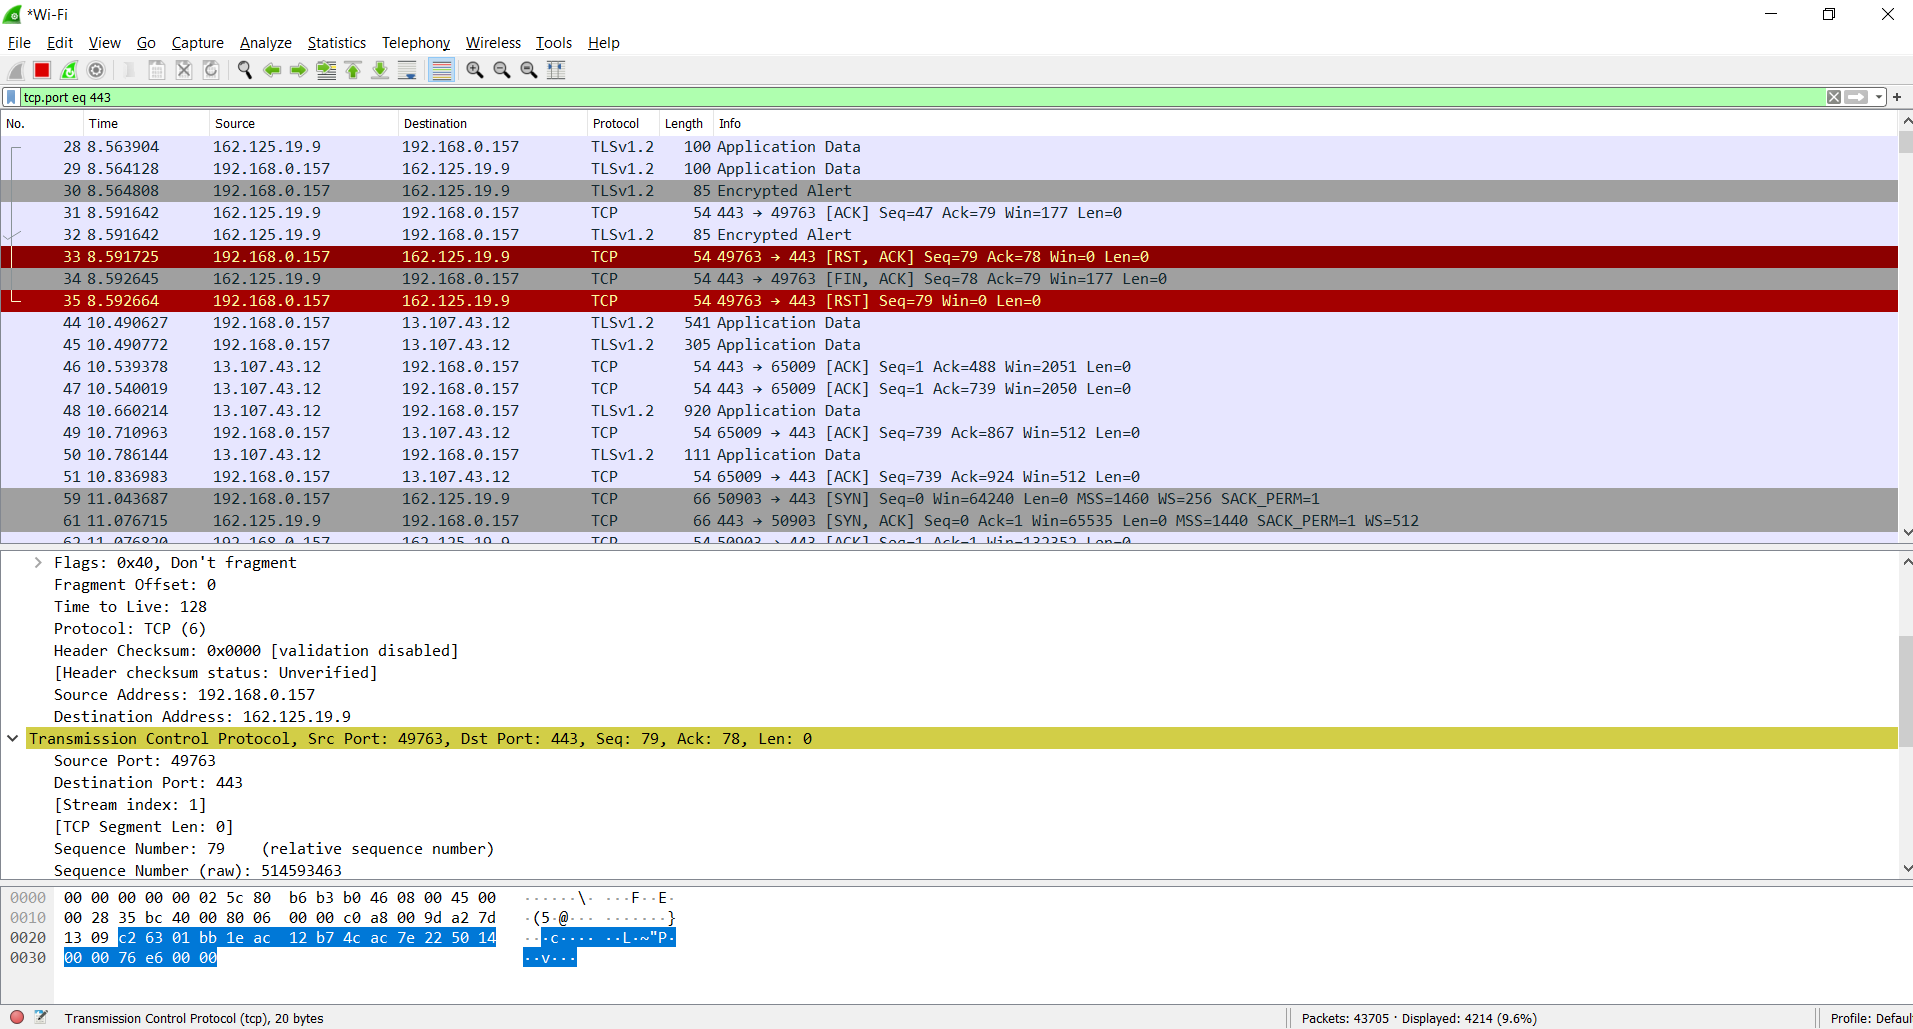 *Wi-Fi
File Edit View Go Capture Analyze Statistics Telephony Wireless Tools Help
tcp.port eq 443
No. Time Source Destination Protocol Length Info
28 8.563904 162.125.19.9 192.168.0.157 TLSv1.2 100 Application Data
29 8.564128 192.168.0.157 162.125.19.9 TLSv1.2 100 Application Data
30 8.564808 192.168.0.157 162.125.19.9 TLSv1.2 85 Encrypted Alert
31 8.591642 162.125.19.9 192.168.0.157 TCP 54 443 → 49763 [ACK] Seq=47 Ack=79 Win=177 Len=0
32 8.591642 162.125.19.9 192.168.0.157 TLSv1.2 85 Encrypted Alert
33 8.591725 192.168.0.157 162.125.19.9 TCP 54 49763 → 443 [RST, ACK] Seq=79 Ack=78 Win=0 Len=0
34 8.592645 162.125.19.9 192.168.0.157 TCP 54 443 → 49763 [FIN, ACK] Seq=78 Ack=79 Win=177 Len=0
35 8.592664 192.168.0.157 162.125.19.9 TCP 54 49763 → 443 [RST] Seq=79 Win=0 Len=0
44 10.490627 192.168.0.157 13.107.43.12 TLSv1.2 541 Application Data
45 10.490772 192.168.0.157 13.107.43.12 TLSv1.2 305 Application Data
46 10.539378 13.107.43.12 192.168.0.157 TCP 54 443 → 65009 [ACK] Seq=1 Ack=488 Win=2051 Len=0
47 10.540019 13.107.43.12 192.168.0.157 TCP 54 443 → 65009 [ACK] Seq=1 Ack=739 Win=2050 Len=0
48 10.660214 13.107.43.12 192.168.0.157 TLSv1.2 920 Application Data
49 10.710963 192.168.0.157 13.107.43.12 TCP 54 65009 → 443 [ACK] Seq=739 Ack=867 Win=512 Len=0
50 10.786144 13.107.43.12 192.168.0.157 TLSv1.2 111 Application Data
51 10.836983 192.168.0.157 13.107.43.12 TCP 54 65009 → 443 [ACK] Seq=739 Ack=924 Win=512 Len=0
59 11.043687 192.168.0.157 162.125.19.9 TCP 66 50903 → 443 [SYN] Seq=0 Win=64240 Len=0 MSS=1460 WS=256 SACK_PERM=1
61 11.076715 162.125.19.9 192.168.0.157 TCP 66 443 → 50903 [SYN, ACK] Seq=0 Ack=1 Win=65535 Len=0 MSS=1440 SACK_PERM=1 WS=512
62 11.076820 192.168.0.157 162.125.19.9 TCP 54 50903 → 443 [ACK] Seq=1 Ack=1 Win=132352 Len=0
Flags: 0x40, Don't fragment
Fragment Offset: 0
Time to Live: 128
Protocol: TCP (6)
Header Checksum: 0x0000 [validation disabled]
[Header checksum status: Unverified]
Source Address: 192.168.0.157
Destination Address: 162.125.19.9
Transmission Control Protocol, Src Port: 49763, Dst Port: 443, Seq: 79, Ack: 78, Len: 0
Source Port: 49763
Destination Port: 443
[Stream index: 1]
[TCP Segment Len: 0]
Sequence Number: 79 (relative sequence number)
Sequence Number (raw): 514593463
0000 00 00 00 00 00 02 5c 80 b6 b3 b0 46 08 00 45 00 ······\· ···F··E·
0010 00 28 35 bc 40 00 80 06 00 00 c0 a8 00 9d a2 7d ·(5·@··· ·······}
0020 13 09 c2 63 01 bb 1e ac 12 b7 4c ac 7e 22 50 14 ···c···· ··L·~"P·
0030 00 00 76 e6 00 00 ··v···
Transmission Control Protocol (tcp), 20 bytes
Packets: 43705 · Displayed: 4214 (9.6%)
Profile: Defaul